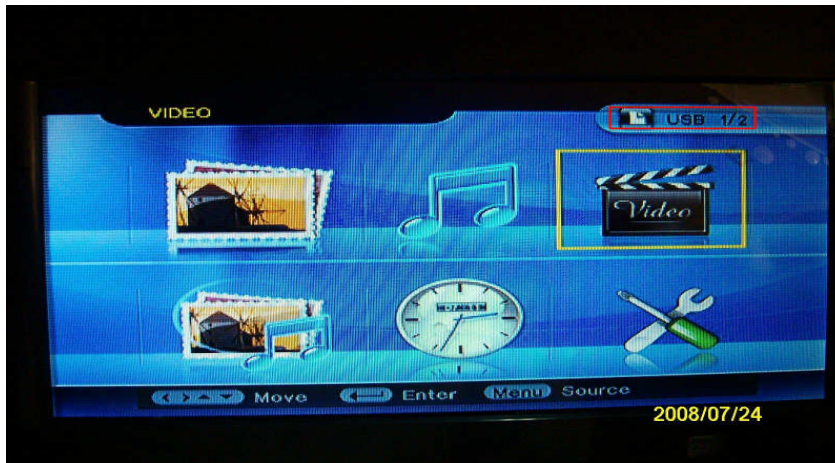 VIDEO
USB 1/2
Video
Move Enter Menu Source
2008/07/24